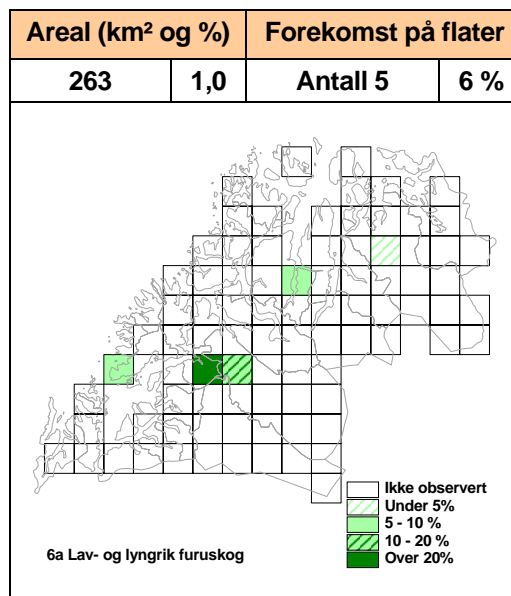 Areal (km² og %) Forekomst på flater
263 1,0 Antall 5 6 %
Ikke observert
Under 5%
5 - 10 %
10 - 20 %
Over 20%
6a Lav- og lyngrik furuskog